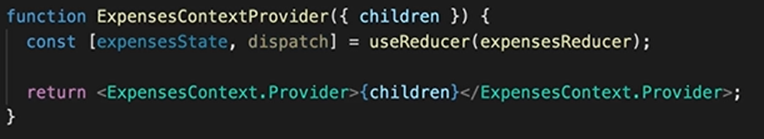 function ExpensesContextProvider({ children }) {
const [expensesState, dispatch] = useReducer(expensesReducer);
return <ExpensesContext.Provider>{children}</ExpensesContext.Provider>;
}